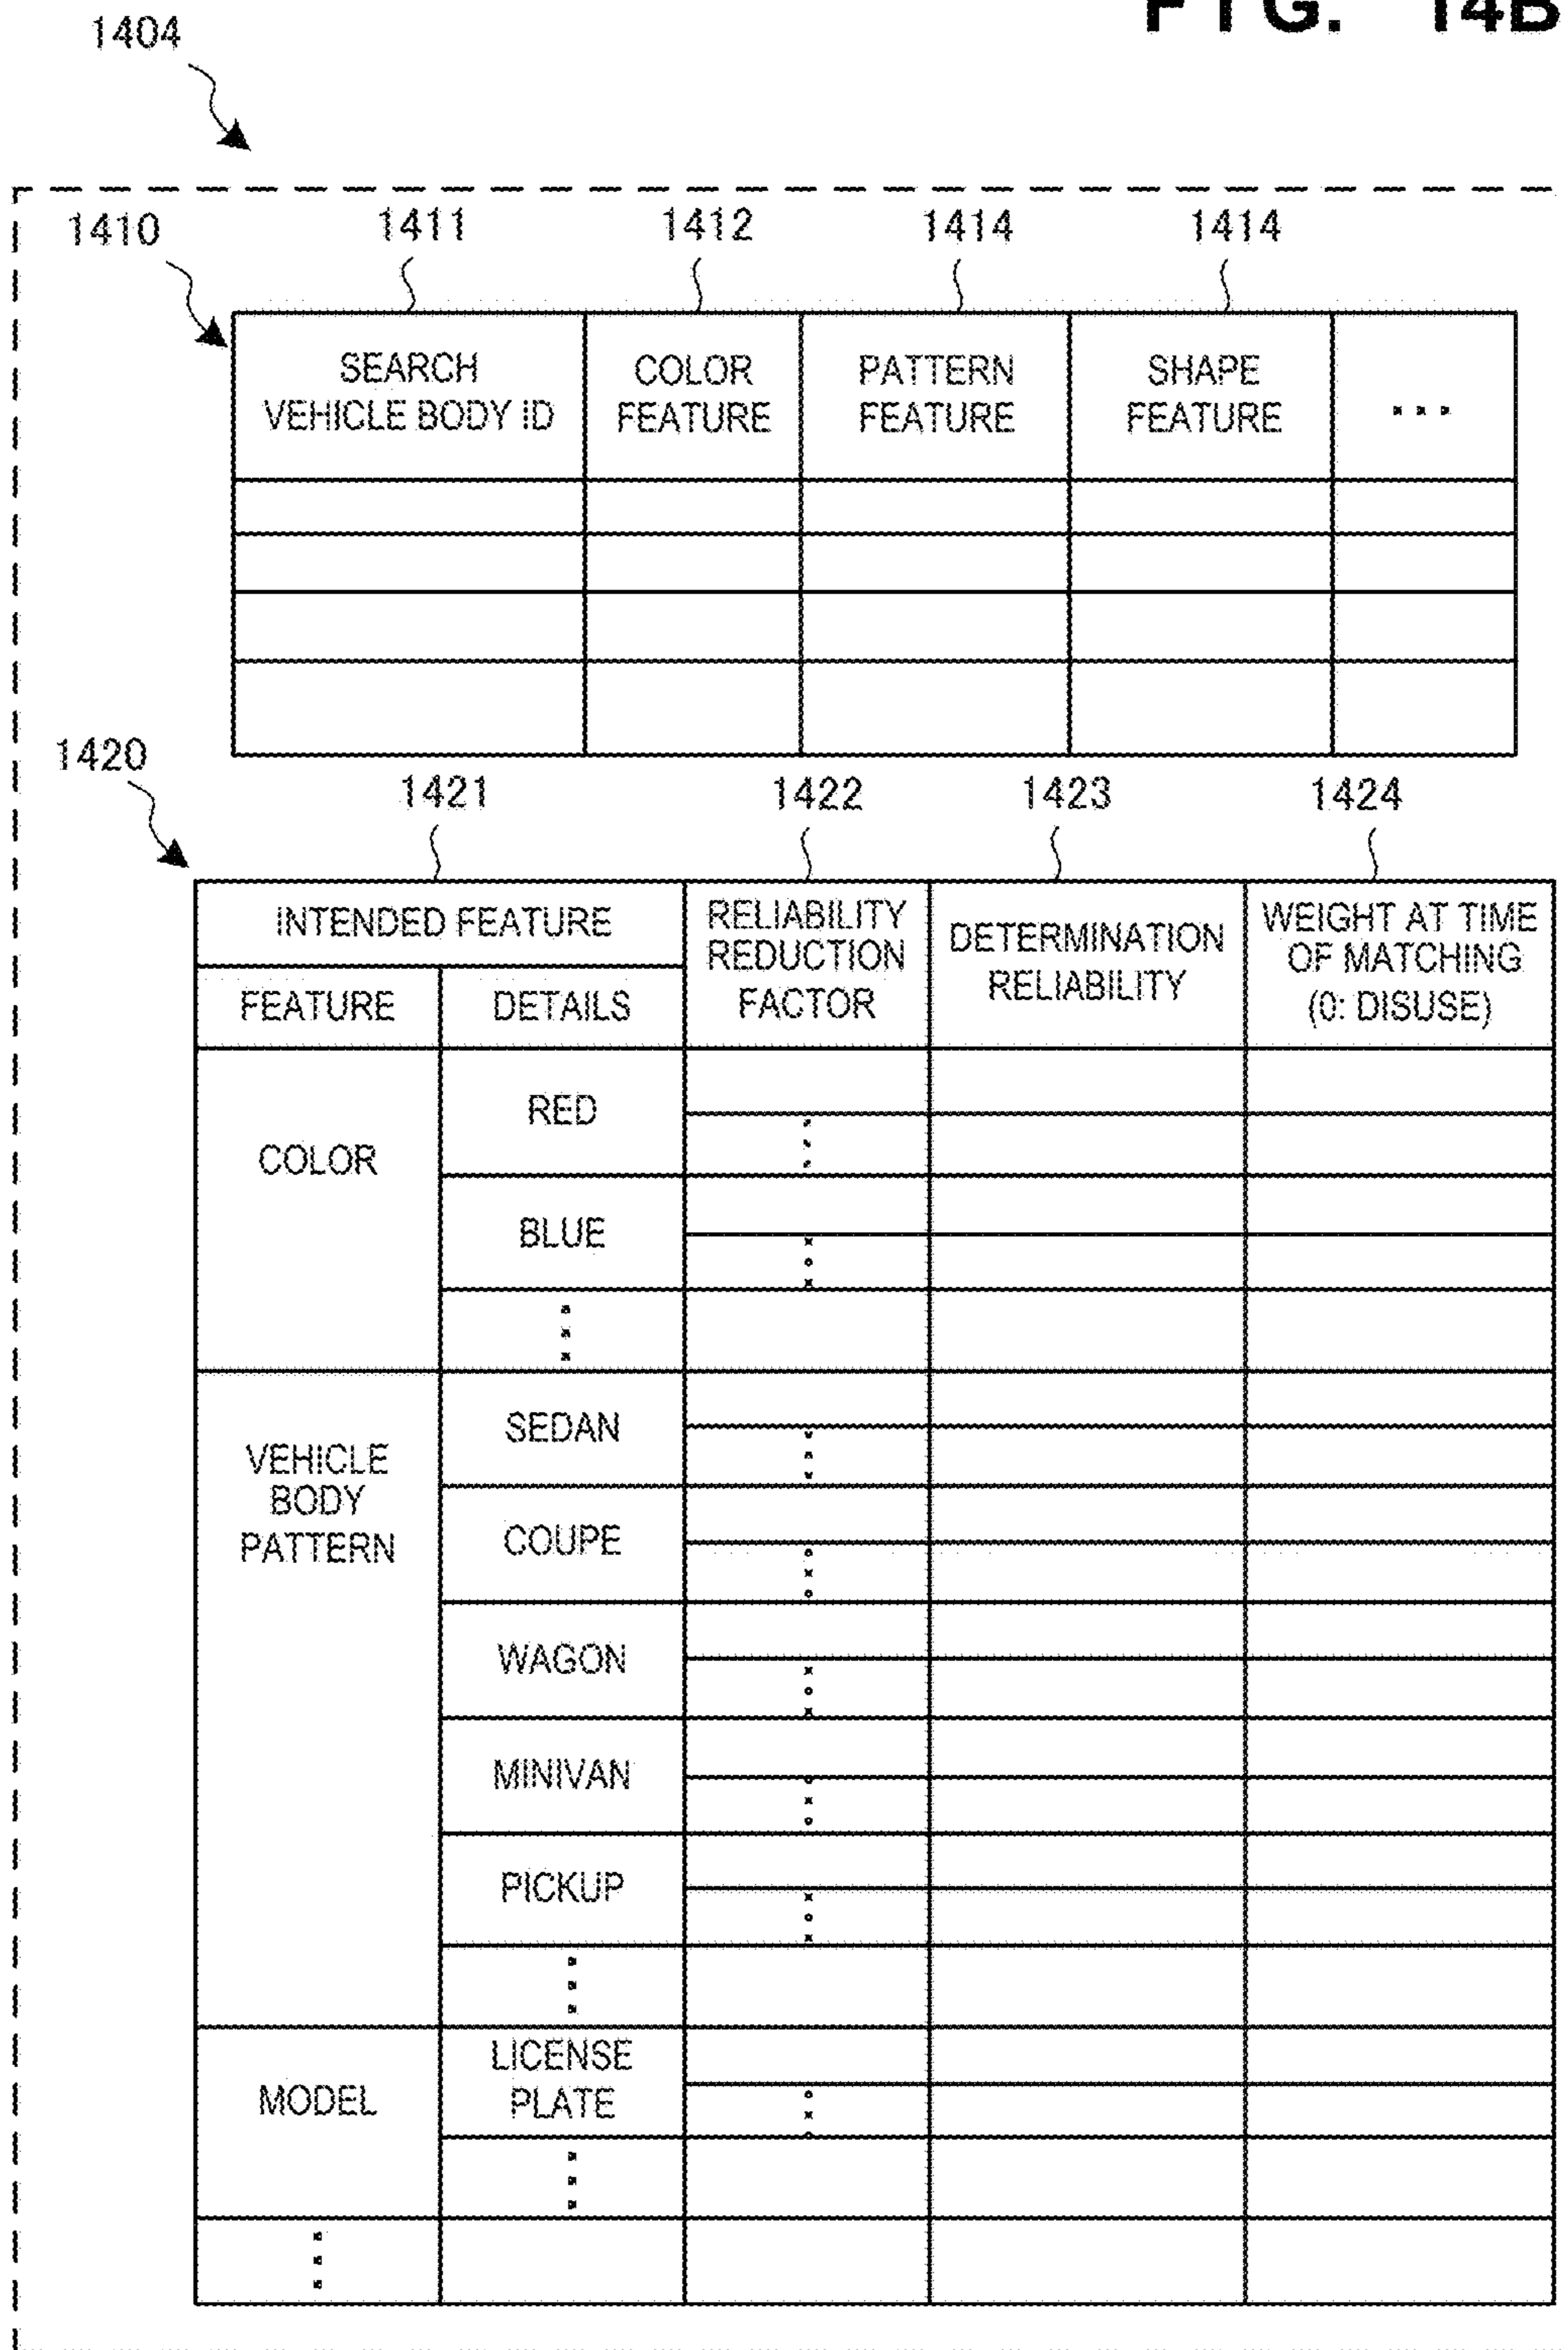 FIG. 14B
1404
1410
1411
1412
1414
1414
SEARCH
VEHICLE BODY ID
COLOR
FEATURE
PATTERN
FEATURE
SHAPE
FEATURE
...
1420
1421
1422
1423
1424
INTENDED FEATURE
FEATURE
DETAILS
RELIABILITY
REDUCTION
FACTOR
DETERMINATION
RELIABILITY
WEIGHT AT TIME
OF MATCHING
(0: DISUSE)
COLOR
RED
BLUE
VEHICLE
BODY
PATTERN
SEDAN
COUPE
WAGON
MINIVAN
PICKUP
MODEL
LICENSE
PLATE